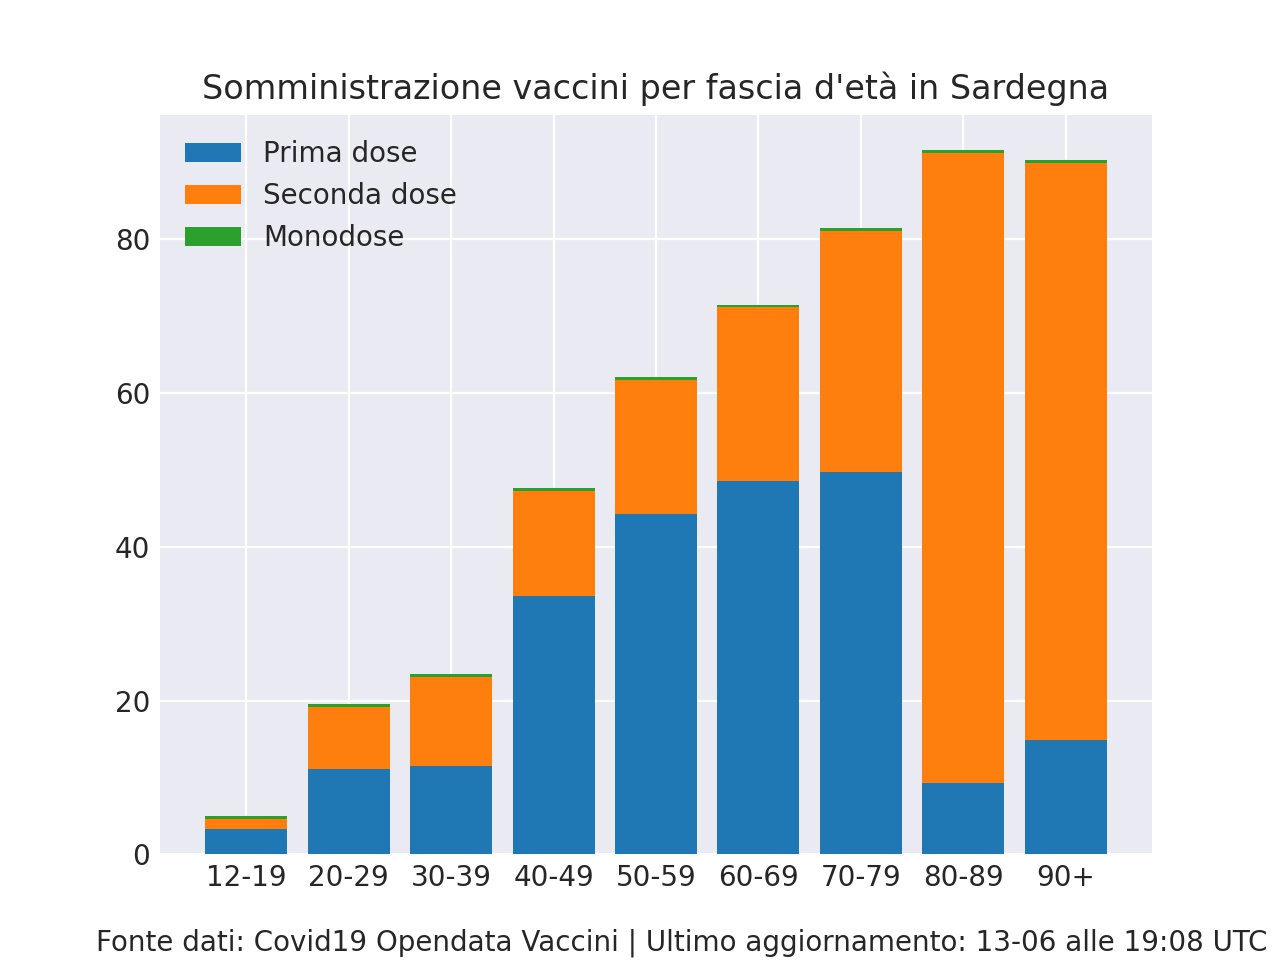 Somministrazione vaccini per fascia d'età in Sardegna
Prima dose
Seconda dose
Monodose
80
60
40
20
0
12-19 20-29 30-39 40-49 50-59 60-69 70-79 80-89 90+
Fonte dati: Covid19 Opendata Vaccini | Ultimo aggiornamento: 13-06 alle 19:08 UTC